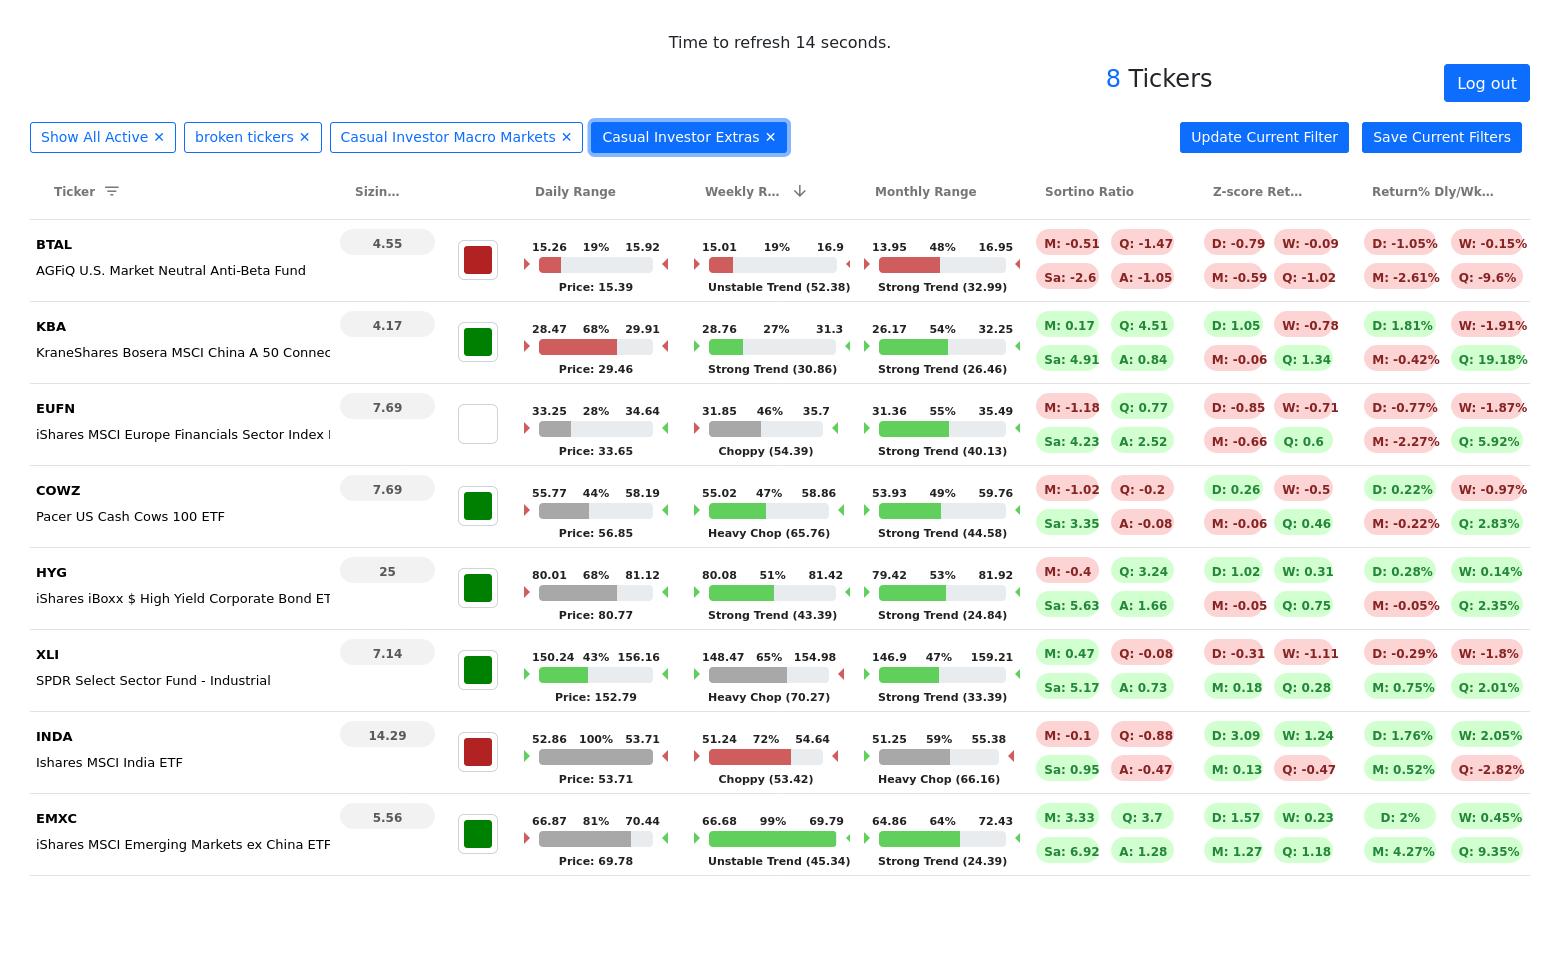 Time to refresh 14 seconds.
8 Tickers
Log out
Show All Active ✕ broken tickers ✕ Casual Investor Macro Markets ✕ Casual Investor Extras ✕ Update Current Filter Save Current Filters
Ticker Sizin... Daily Range Weekly R... Monthly Range Sortino Ratio Z-score Ret... Return% Dly/Wk...
BTAL 4.55 15.26 19% 15.92 15.01 19% 16.9 13.95 48% 16.95 M: -0.51 Q: -1.47 D: -0.79 W: -0.09 D: -1.05% W: -0.15%
AGFiQ U.S. Market Neutral Anti-Beta Fund Sa: -2.6 A: -1.05 M: -0.59 Q: -1.02 M: -2.61% Q: -9.6%
Price: 15.39 Unstable Trend (52.38) Strong Trend (32.99)
KBA 4.17 28.47 68% 29.91 28.76 27% 31.3 26.17 54% 32.25 M: 0.17 Q: 4.51 D: 1.05 W: -0.78 D: 1.81% W: -1.91%
KraneShares Bosera MSCI China A 50 Connec Sa: 4.91 A: 0.84 M: -0.06 Q: 1.34 M: -0.42% Q: 19.18%
Price: 29.46 Strong Trend (30.86) Strong Trend (26.46)
EUFN 7.69 33.25 28% 34.64 31.85 46% 35.7 31.36 55% 35.49 M: -1.18 Q: 0.77 D: -0.85 W: -0.71 D: -0.77% W: -1.87%
iShares MSCI Europe Financials Sector Index Sa: 4.23 A: 2.52 M: -0.66 Q: 0.6 M: -2.27% Q: 5.92%
Price: 33.65 Choppy (54.39) Strong Trend (40.13)
COWZ 7.69 55.77 44% 58.19 55.02 47% 58.86 53.93 49% 59.76 M: -1.02 Q: -0.2 D: 0.26 W: -0.5 D: 0.22% W: -0.97%
Pacer US Cash Cows 100 ETF Sa: 3.35 A: -0.08 M: -0.06 Q: 0.46 M: -0.22% Q: 2.83%
Price: 56.85 Heavy Chop (65.76) Strong Trend (44.58)
HYG 25 80.01 68% 81.12 80.08 51% 81.42 79.42 53% 81.92 M: -0.4 Q: 3.24 D: 1.02 W: 0.31 D: 0.28% W: 0.14%
iShares iBoxx $ High Yield Corporate Bond ET Sa: 5.63 A: 1.66 M: -0.05 Q: 0.75 M: -0.05% Q: 2.35%
Price: 80.77 Strong Trend (43.39) Strong Trend (24.84)
XLI 7.14 150.24 43% 156.16 148.47 65% 154.98 146.9 47% 159.21 M: 0.47 Q: -0.08 D: -0.31 W: -1.11 D: -0.29% W: -1.8%
SPDR Select Sector Fund - Industrial Sa: 5.17 A: 0.73 M: 0.18 Q: 0.28 M: 0.75% Q: 2.01%
Price: 152.79 Heavy Chop (70.27) Strong Trend (33.39)
INDA 14.29 52.86 100% 53.71 51.24 72% 54.64 51.25 59% 55.38 M: -0.1 Q: -0.88 D: 3.09 W: 1.24 D: 1.76% W: 2.05%
Ishares MSCI India ETF Sa: 0.95 A: -0.47 M: 0.13 Q: -0.47 M: 0.52% Q: -2.82%
Price: 53.71 Choppy (53.42) Heavy Chop (66.16)
EMXC 5.56 66.87 81% 70.44 66.68 99% 69.79 64.86 64% 72.43 M: 3.33 Q: 3.7 D: 1.57 W: 0.23 D: 2% W: 0.45%
iShares MSCI Emerging Markets ex China ETF Sa: 6.92 A: 1.28 M: 1.27 Q: 1.18 M: 4.27% Q: 9.35%
Price: 69.78 Unstable Trend (45.34) Strong Trend (24.39)